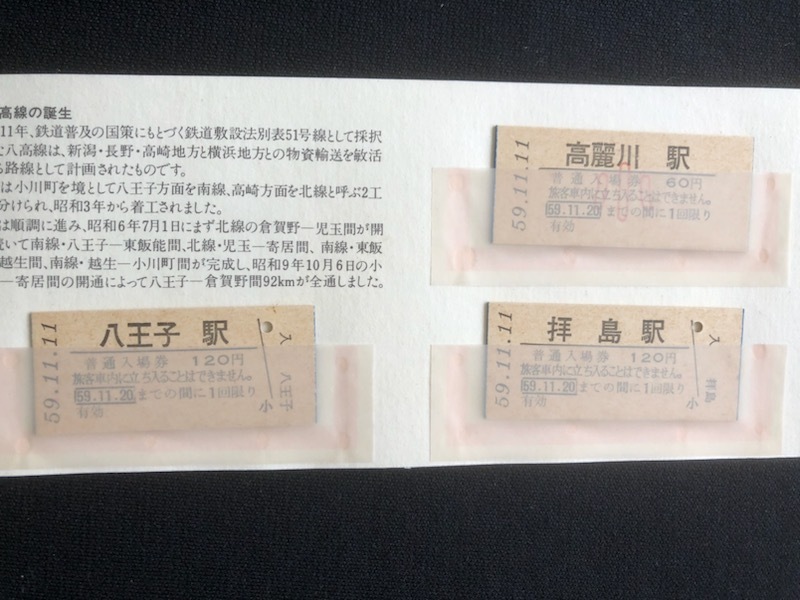 高線の誕生
11年、鉄道普及の国策にもとづく鉄道敷設法別表51号線として採択
な八高線は、新潟・長野・高崎地方と横浜地方との物資輸送を敏活
る路線として計画されたものです。
は小川町を境として八王子方面を南線、高崎方面を北線と呼ぶ2工
分けられ、昭和3年から着工されました。
は順調に進み、昭和6年7月1日にまず北線の倉賀野―児玉間が開
続いて南線・八王子―東飯能間、北線・児玉―寄居間、南線・東飯
越生間、南線・越生―小川町間が完成し、昭和9年10月6日の小
―寄居間の開通によって八王子―倉賀野間92kmが全通しました。
59.11.11
高麗川 駅
普通入場券 60円
旅客車内に立ち入ることはできません。
59.11.20までの間に1回限り
有効
59.11.11
八王子 駅
普通入場券 120円
旅客車内に立ち入ることはできません。
59.11.20までの間に1回限り
有効
入
八王子
小
59.11.11
拝 島 駅
普通入場券 120円
旅客車内に立ち入ることはできません。
59.11.20までの間に1回限り
有効
入
拝島
小